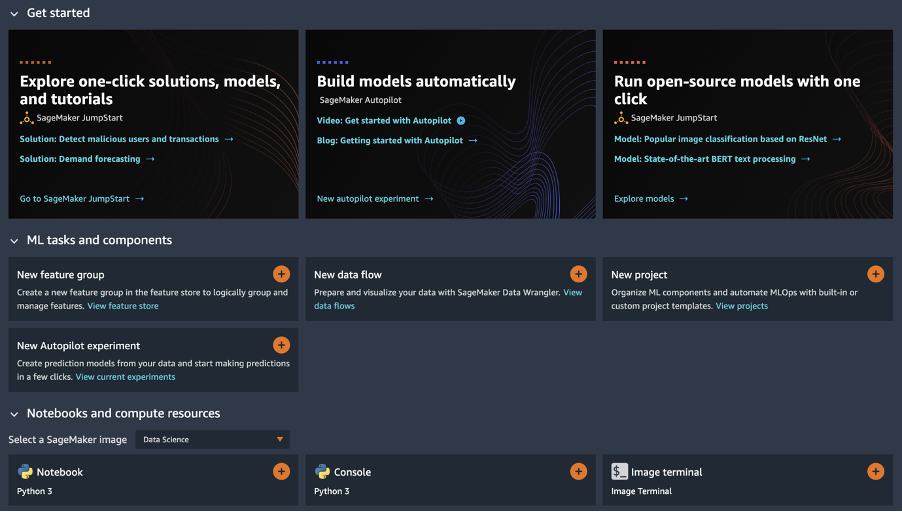 Get started
Explore one-click solutions, models,
and tutorials
SageMaker JumpStart
Solution: Detect malicious users and transactions →
Solution: Demand forecasting →
Go to SageMaker JumpStart →
Build models automatically
SageMaker Autopilot
Video: Get started with Autopilot
Blog: Getting started with Autopilot →
New autopilot experiment →
Run open-source models with one
click
SageMaker JumpStart
Model: Popular image classification based on ResNet →
Model: State-of-the-art BERT text processing →
Explore models →
ML tasks and components
New feature group
Create a new feature group in the feature store to logically group and
manage features. View feature store
New data flow
Prepare and visualize your data with SageMaker Data Wrangler. View
data flows
New project
Organize ML components and automate MLOps with built-in or
custom project templates. View projects
New Autopilot experiment
Create prediction models from your data and start making predictions
in a few clicks. View current experiments
Notebooks and compute resources
Select a SageMaker image
Data Science
Notebook
Python 3
Console
Python 3
$_ Image terminal
Image Terminal